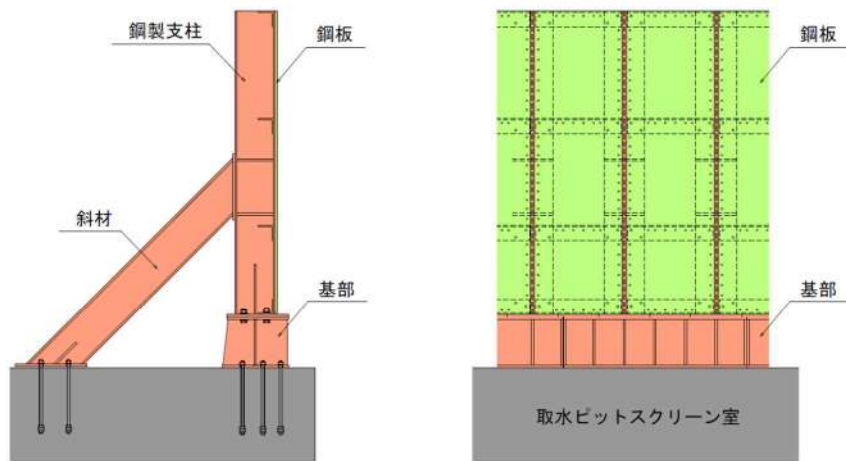 鋼製支柱
鋼板
斜材
基部
鋼板
基部
取水ピットスクリーン室